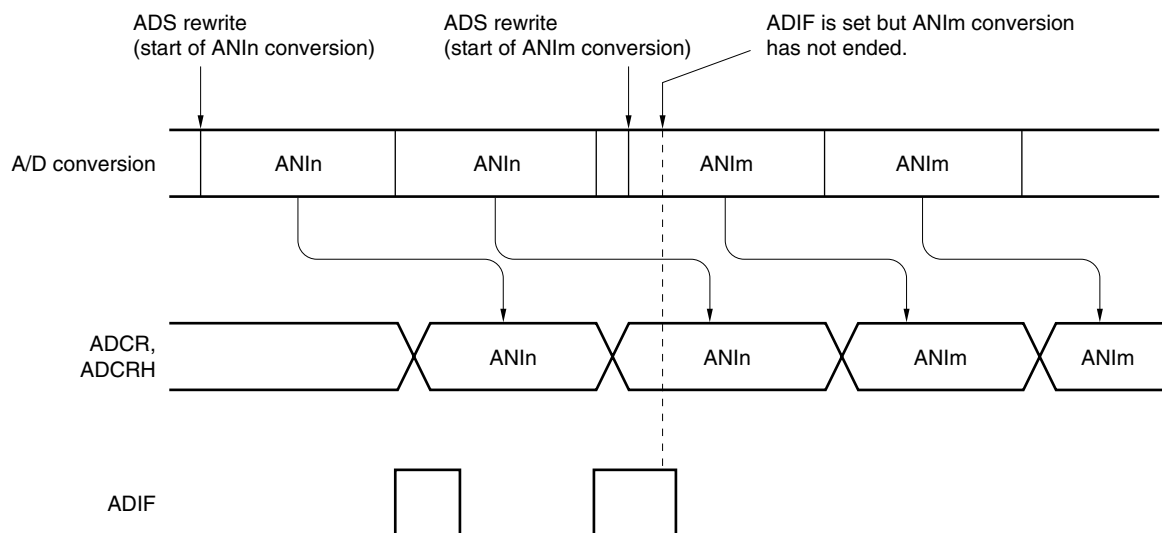 ADS rewrite
(start of ANIn conversion)
ADS rewrite
(start of ANIm conversion)
ADIF is set but ANIm conversion
has not ended.
A/D conversion
ANIn
ANIn
ANIm
ANIm
ADCR,
ADCRH
ANIn
ANIn
ANIm
ANIm
ADIF